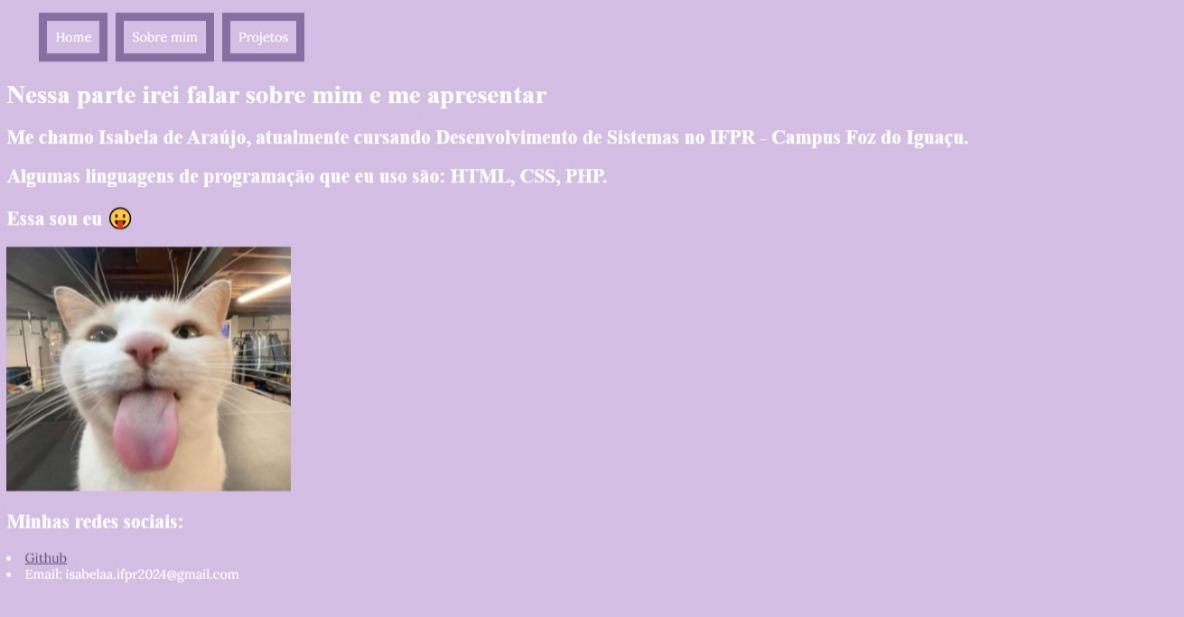 Home
Sobre mim
Projetos
Nessa parte irei falar sobre mim e me apresentar
Me chamo Isabela de Araújo, atualmente cursando Desenvolvimento de Sistemas no IFPR - Campus Foz do Iguaçu.
Algumas linguagens de programação que eu uso são: HTML, CSS, PHP.
Essa sou eu 😛
Minhas redes sociais:
Github
Email: isabelaa.ifpr2024@gmail.com